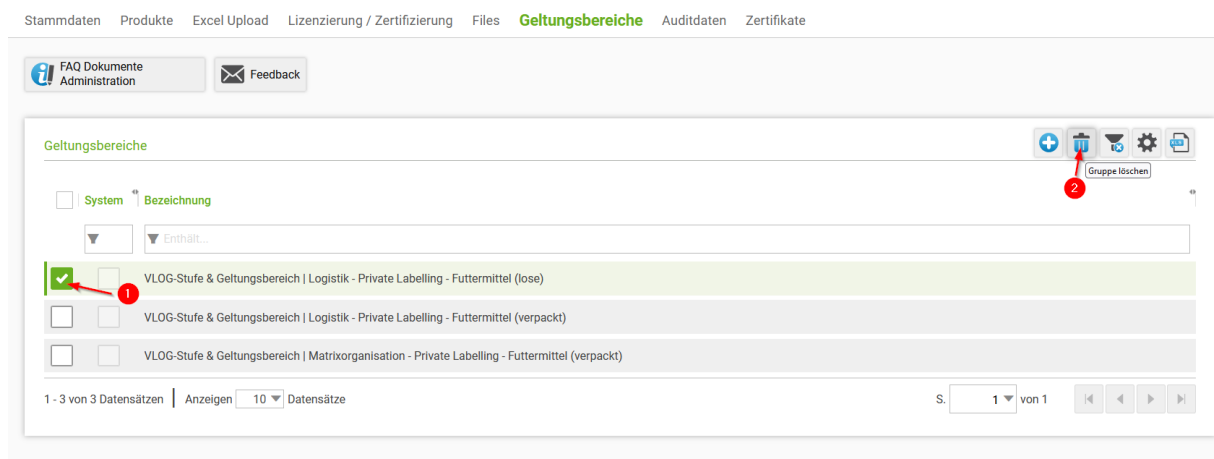 Stammdaten Produkte Excel Upload Lizenzierung / Zertifizierung Files Geltungsbereiche Auditdaten Zertifikate
FAQ Dokumente
Administration
Feedback
Geltungsbereiche
Gruppe löschen
2
System Bezeichnung
Enthält...
VLOG-Stufe & Geltungsbereich | Logistik - Private Labelling - Futtermittel (lose)
1
VLOG-Stufe & Geltungsbereich | Logistik - Private Labelling - Futtermittel (verpackt)
VLOG-Stufe & Geltungsbereich | Matrixorganisation - Private Labelling - Futtermittel (verpackt)
1 - 3 von 3 Datensätzen Anzeigen 10 Datensätze S. 1 von 1